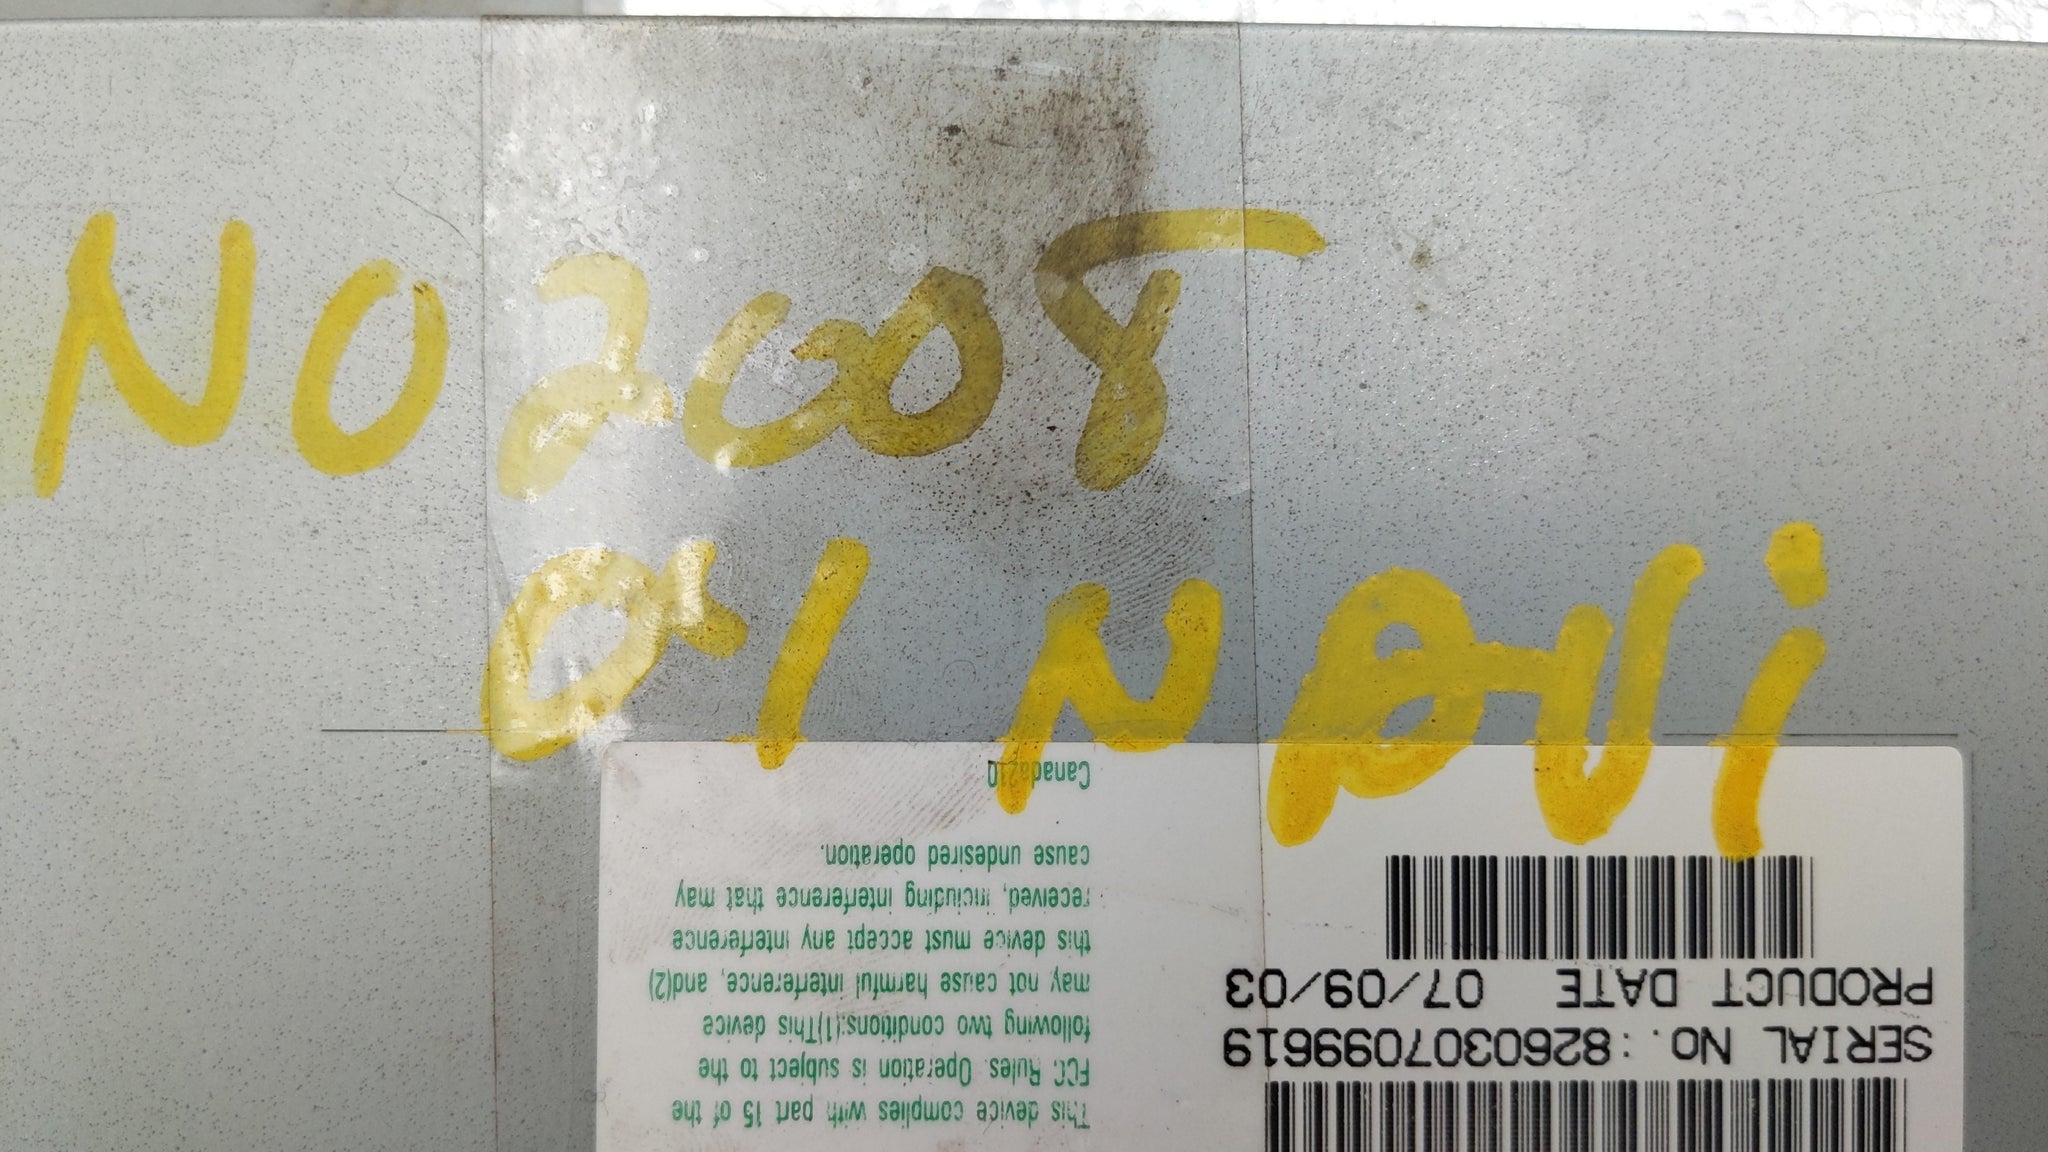 NO2008
01 NAVi
This device complies with part 15 of the
FCC Rules. Operation is subject to the
following two conditions:(1)This device
may not cause harmful interference, and(2)
this device must accept any interference
received, including interference that may
cause undesired operation.
Canada210
SERIAL NO.:8260307099619
PRODUCT DATE 07/09/03